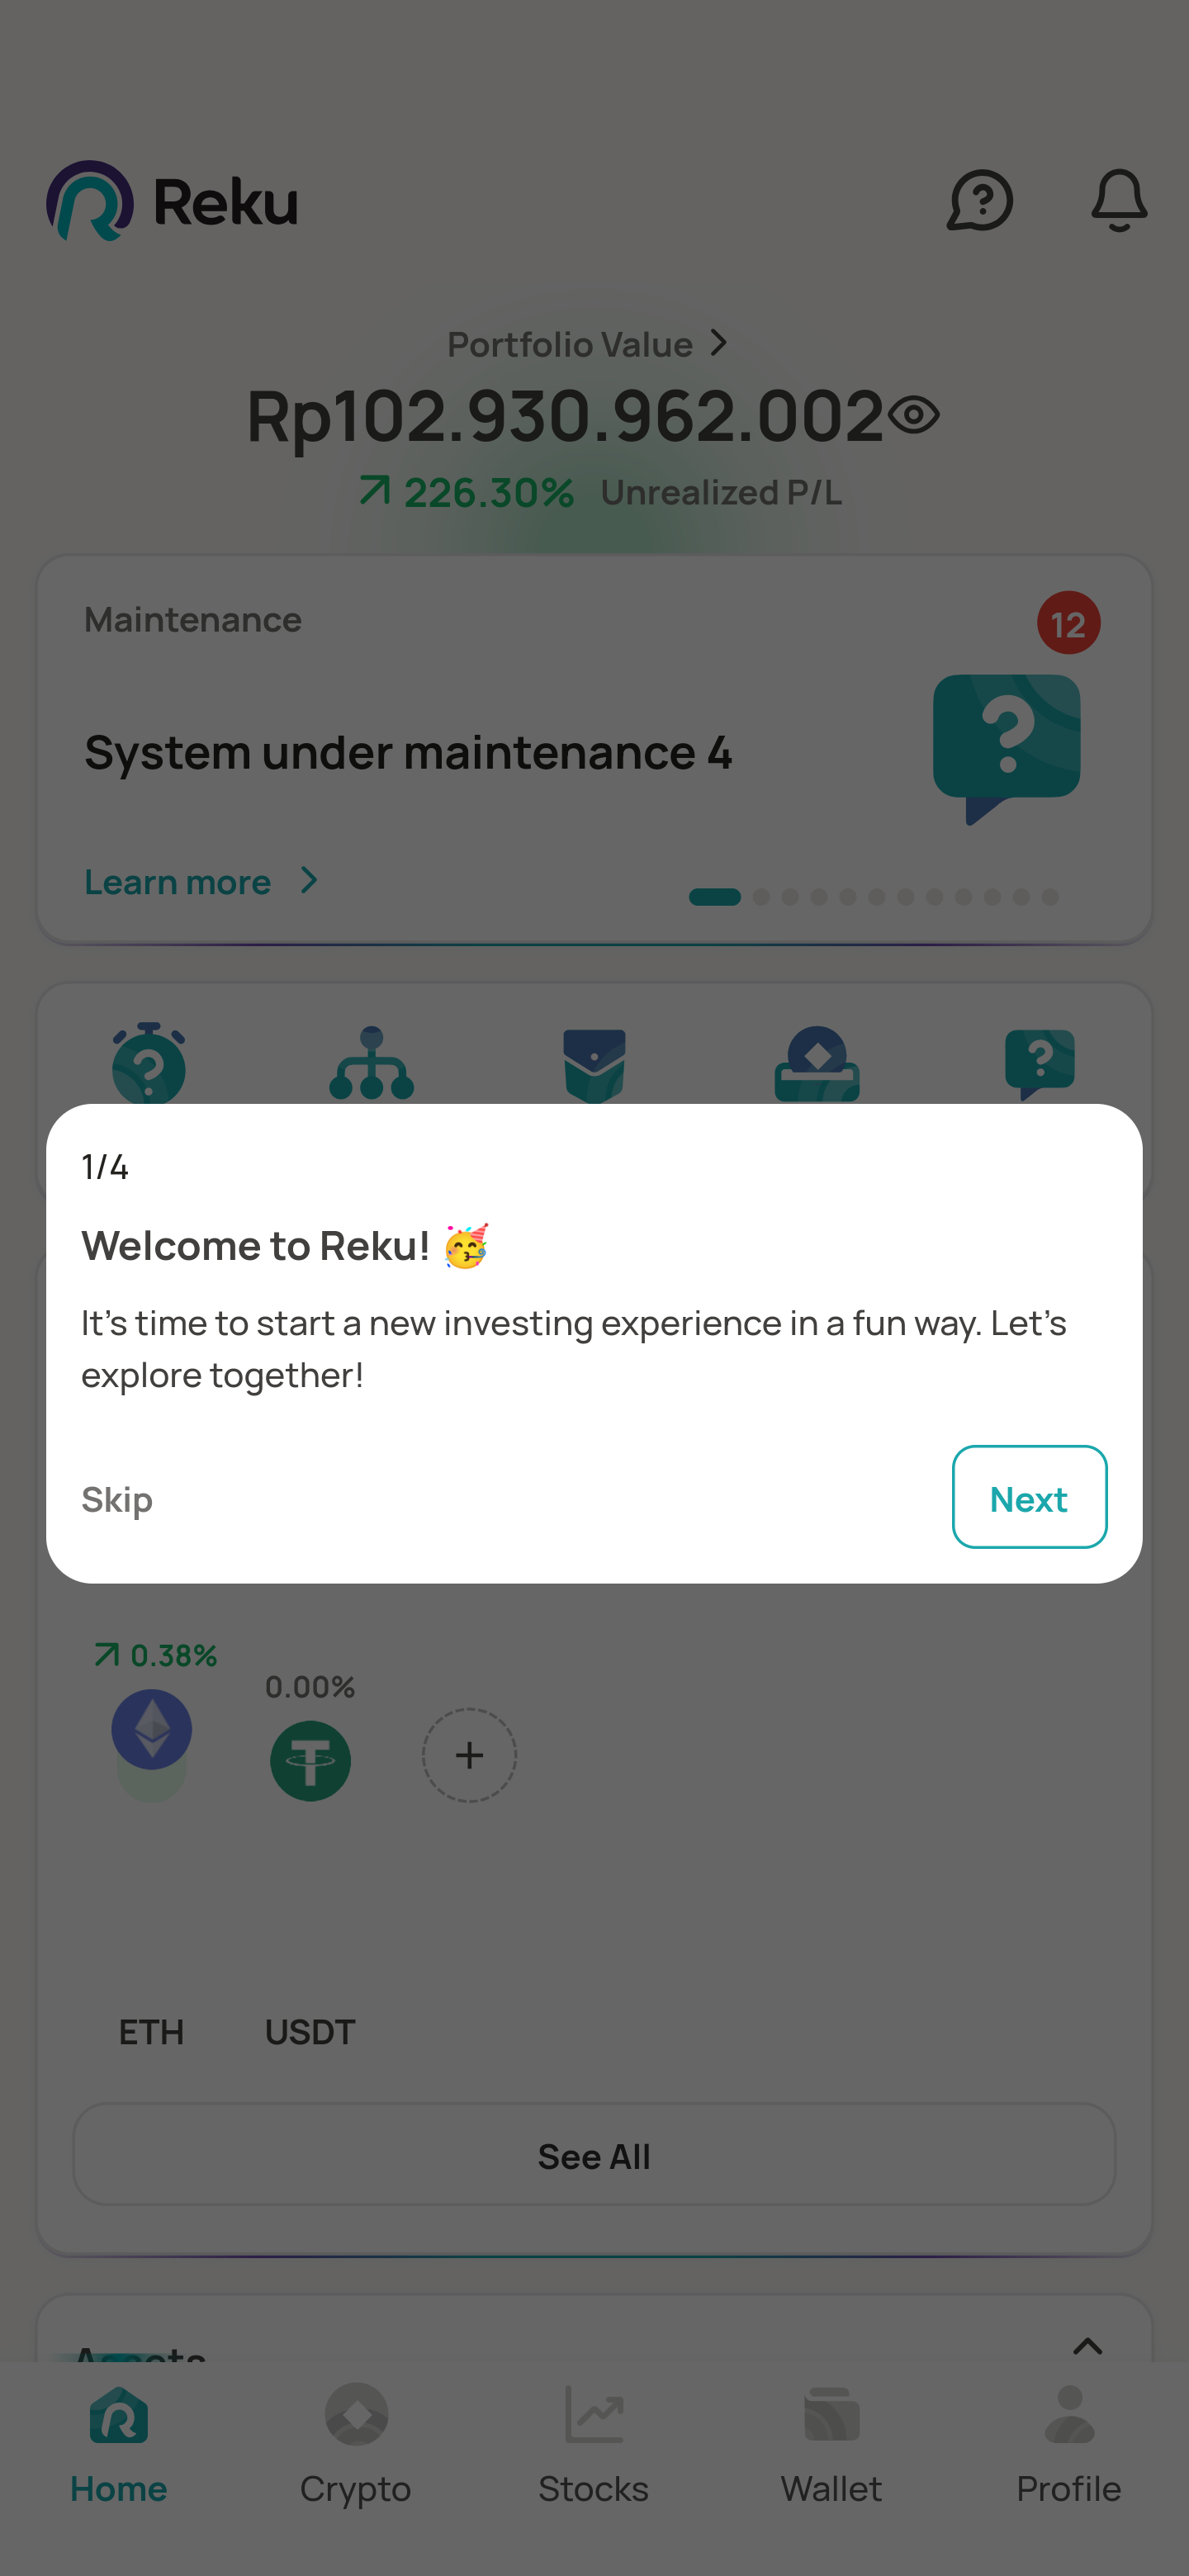 Reku
Portfolio Value
Rp102.930.962.002
226.30% Unrealized P/L
Maintenance
12
System under maintenance 4
Learn more
1/4
Welcome to Reku! 🥳
It’s time to start a new investing experience in a fun way. Let’s
explore together!
Skip
Next
0.38%
0.00%
ETH
USDT
See All
Assets
Home
Crypto
Stocks
Wallet
Profile